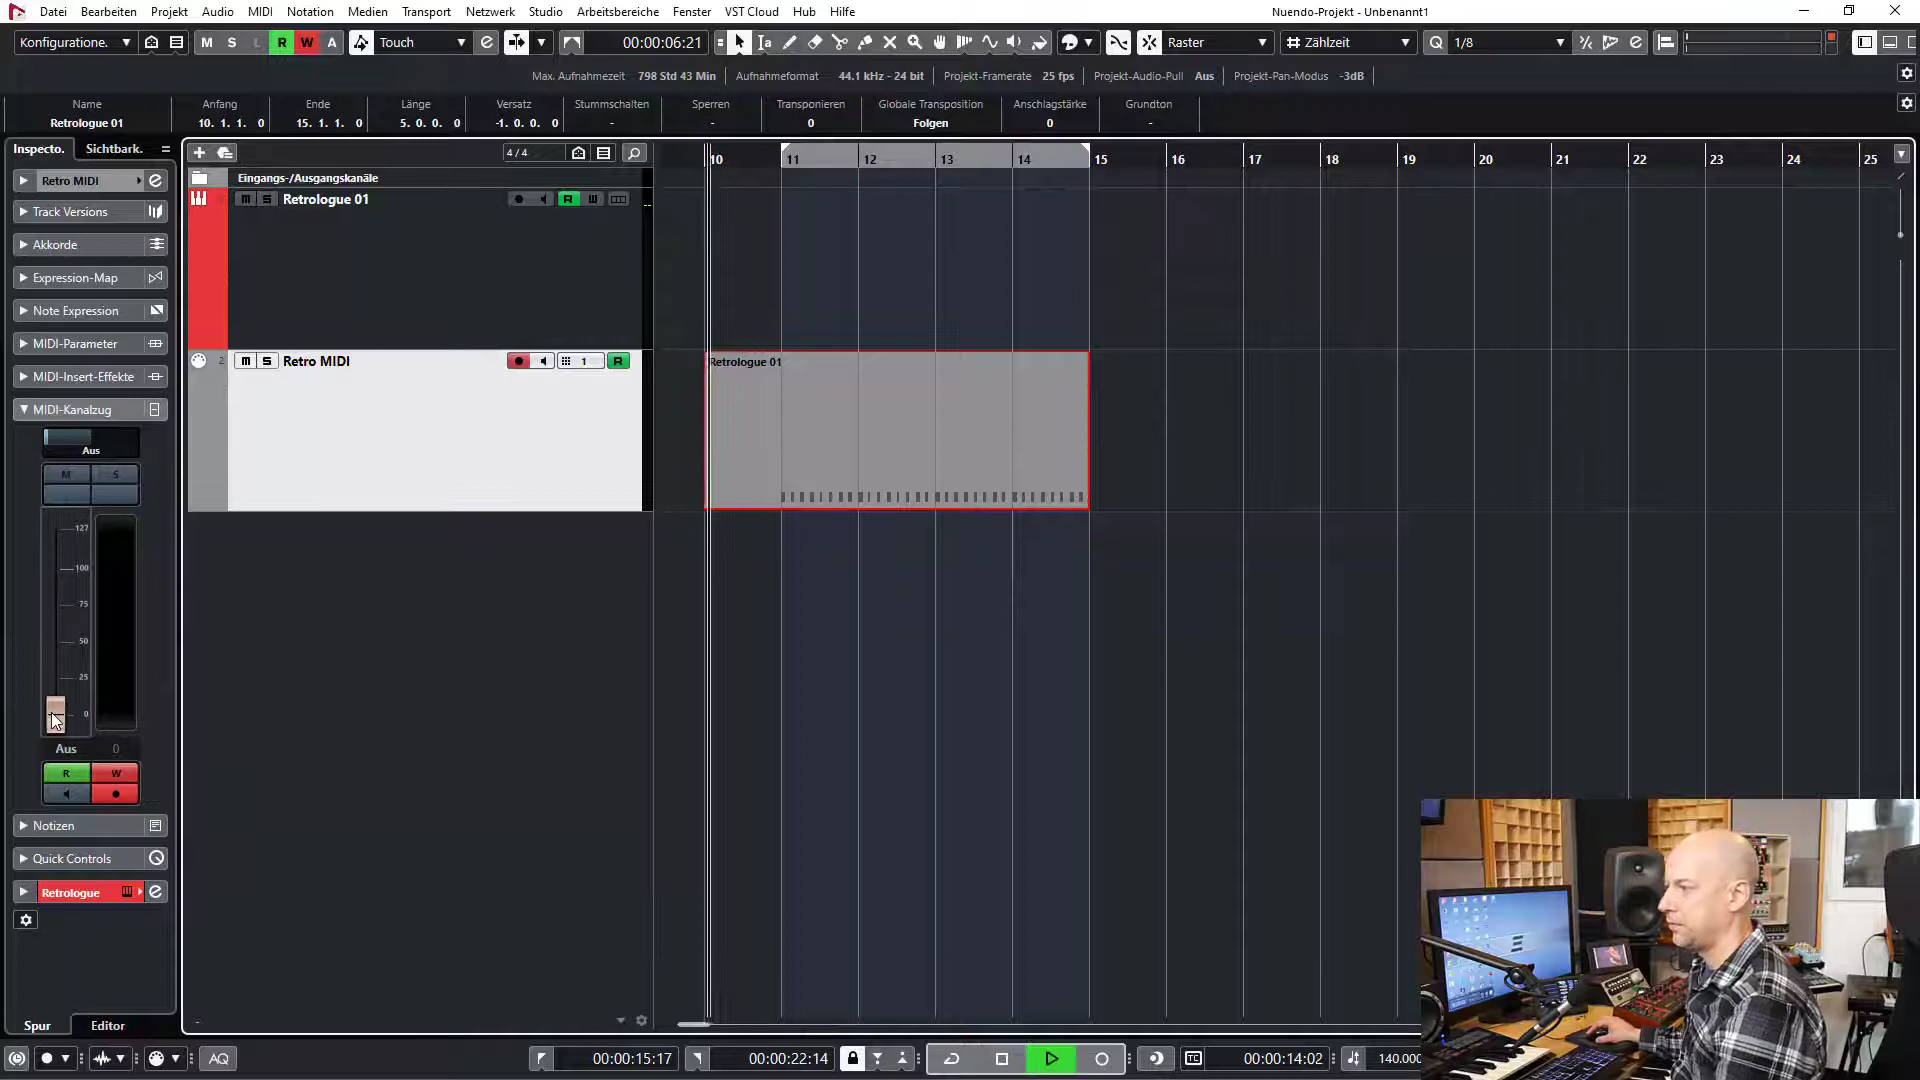 Datei Bearbeiten Projekt Audio MIDI Notation Medien Transport Netzwerk Studio Arbeitsbereiche Fenster VST Cloud Hub Hilfe Nuendo-Projekt - Unbenannt1
Konfiguratione. M S L R W A Touch 00:00:06:21 Raster Zählzeit 1/8
Max. Aufnahmezeit 798 Std 43 Min Aufnahmeformat 44.1 kHz - 24 bit Projekt-Framerate 25 fps Projekt-Audio-Pull Aus Projekt-Pan-Modus -3dB
Name Anfang Ende Länge Versatz Stummschalten Sperren Transponieren Globale Transposition Anschlagstärke Grundton
Retrologue 01 10. 1. 1. 0 15. 1. 1. 0 5. 0. 0. 0 -1. 0. 0. 0 - - 0 Folgen 0 -
Inspecto. Sichtbark. 4/4 10 11 12 13 14 15 16 17 18 19 20 21 22 23 24 25
Retro MIDI
Eingangs-/Ausgangskanäle
m S Retrologue 01 R W
Track Versions
Akkorde
Expression-Map
Note Expression
MIDI-Parameter
2 m S Retro MIDI 1 R
Retrologue 01
MIDI-Insert-Effekte
MIDI-Kanalzug
Aus
M S
127
100
75
50
25
0
Aus 0
R W
Notizen
Quick Controls
Retrologue
Spur Editor
AQ 00:00:15:17 00:00:22:14 TC 00:00:14:02 140.000